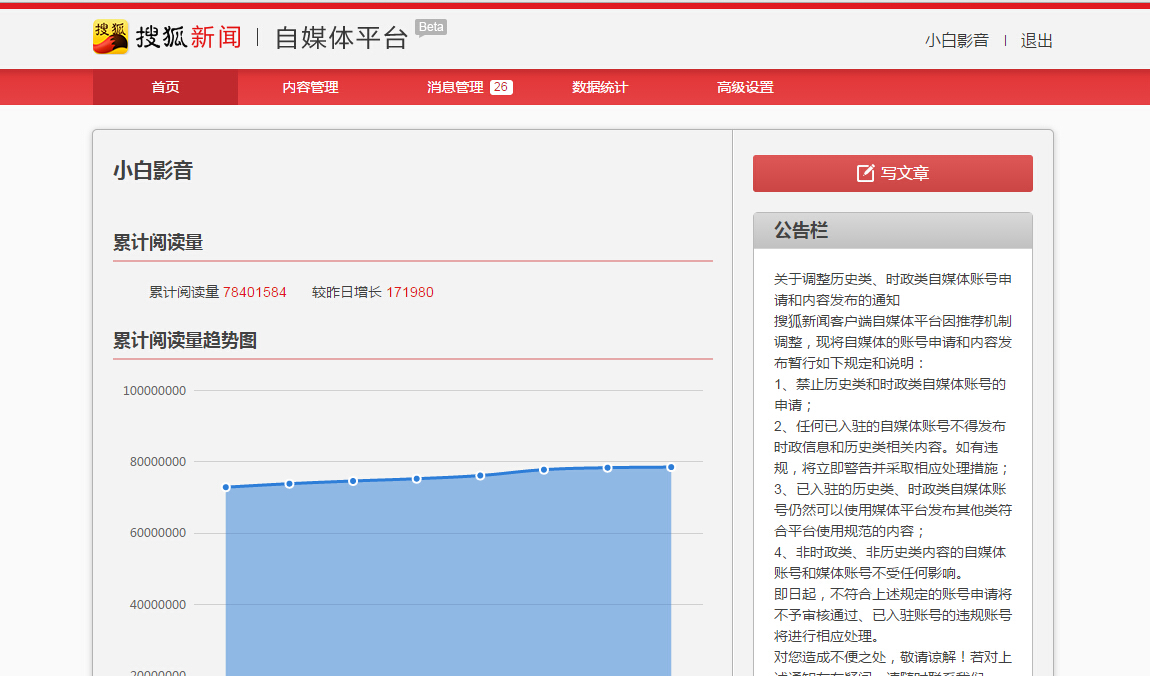 搜狐
搜狐新闻 | 自媒体平台 Beta
小白影音 | 退出
首页 内容管理 消息管理 26 数据统计 高级设置
小白影音
累计阅读量
累计阅读量 78401584 较昨日增长 171980
累计阅读量趋势图
100000000
80000000
60000000
40000000
20000000
写文章
公告栏
关于调整历史类、时政类自媒体账号申
请和内容发布的通知
搜狐新闻客户端自媒体平台因推荐机制
调整，现将自媒体的账号申请和内容发
布暂行如下规定和说明：
1、禁止历史类和时政类自媒体账号的
申请；
2、任何已入驻的自媒体账号不得发布
时政信息和历史类相关内容。如有违
规，将立即警告并采取相应处理措施；
3、已入驻的历史类、时政类自媒体账
号仍然可以使用媒体平台发布其他类符
合平台使用规范的内容；
4、非时政类、非历史类内容的自媒体
账号和媒体账号不受任何影响。
即日起，不符合上述规定的账号申请将
不予审核通过、已入驻账号的违规账号
将进行相应处理。
对您造成不便之处，敬请谅解！若对上